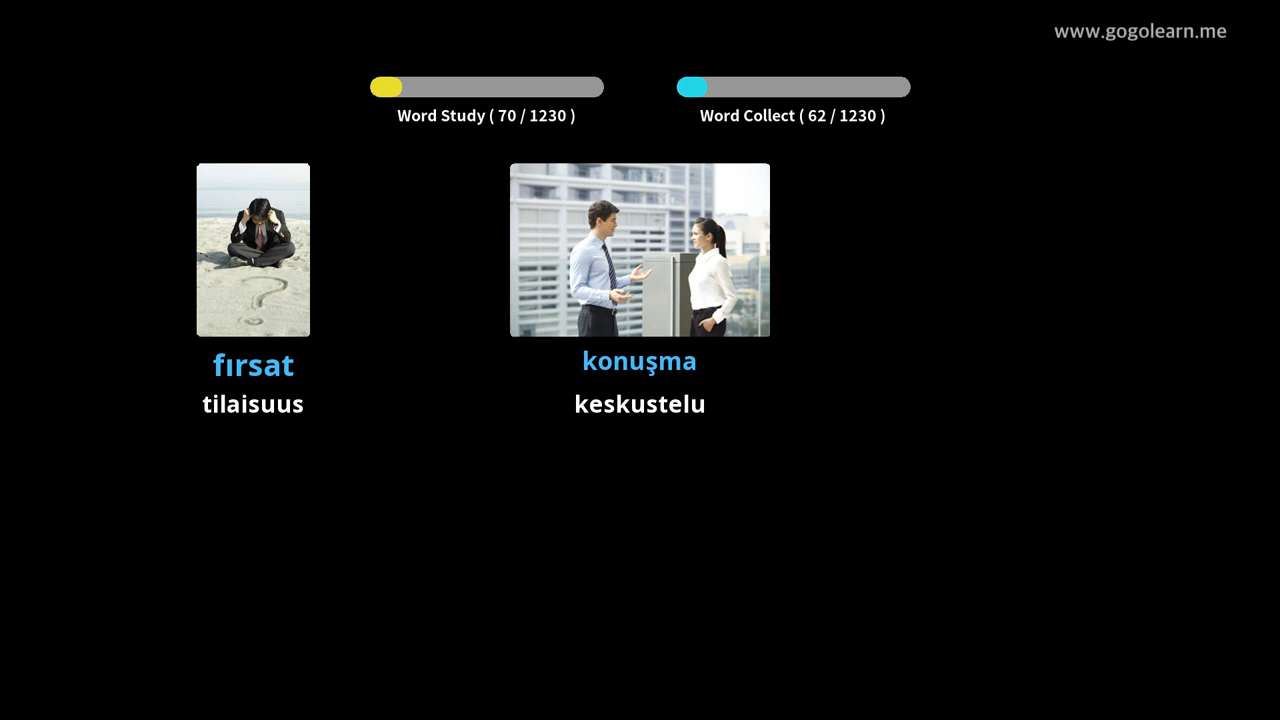 www.gogolearn.me
Word Study ( 70 / 1230 )
Word Collect ( 62 / 1230 )
fırsat
tilaisuus
konuşma
keskustelu